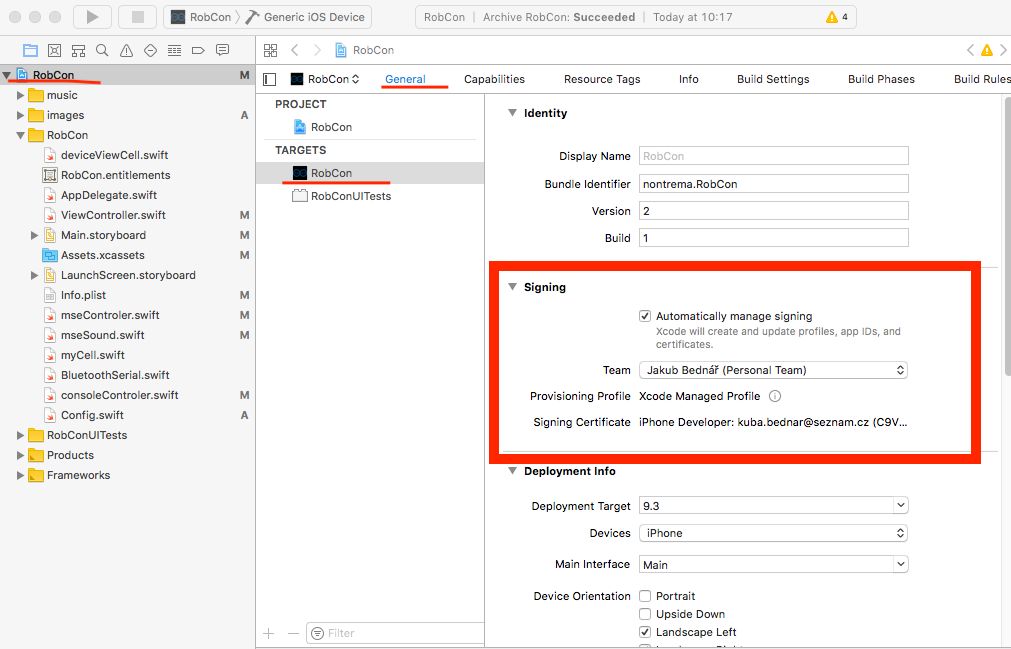 RobCon Generic iOS Device
RobCon | Archive RobCon: Succeeded | Today at 10:17 4
RobCon
RobCon M
music
images A
RobCon
deviceViewCell.swift
RobCon.entitlements
AppDelegate.swift
ViewController.swift M
Main.storyboard M
Assets.xcassets M
LaunchScreen.storyboard
Info.plist M
mseControler.swift M
mseSound.swift M
myCell.swift
BluetoothSerial.swift
consoleControler.swift M
Config.swift A
RobConUITests
Products
Frameworks
RobCon General Capabilities Resource Tags Info Build Settings Build Phases Build Rules
PROJECT
RobCon
TARGETS
RobCon
RobConUITests
Filter
Identity
Display Name RobCon
Bundle Identifier nontrema.RobCon
Version 2
Build 1
Signing
Automatically manage signing
Xcode will create and update profiles, app IDs, and
certificates.
Team Jakub Bednář (Personal Team)
Provisioning Profile Xcode Managed Profile
Signing Certificate iPhone Developer: kuba.bednar@seznam.cz (C9V...
Deployment Info
Deployment Target 9.3
Devices iPhone
Main Interface Main
Device Orientation Portrait
Upside Down
Landscape Left